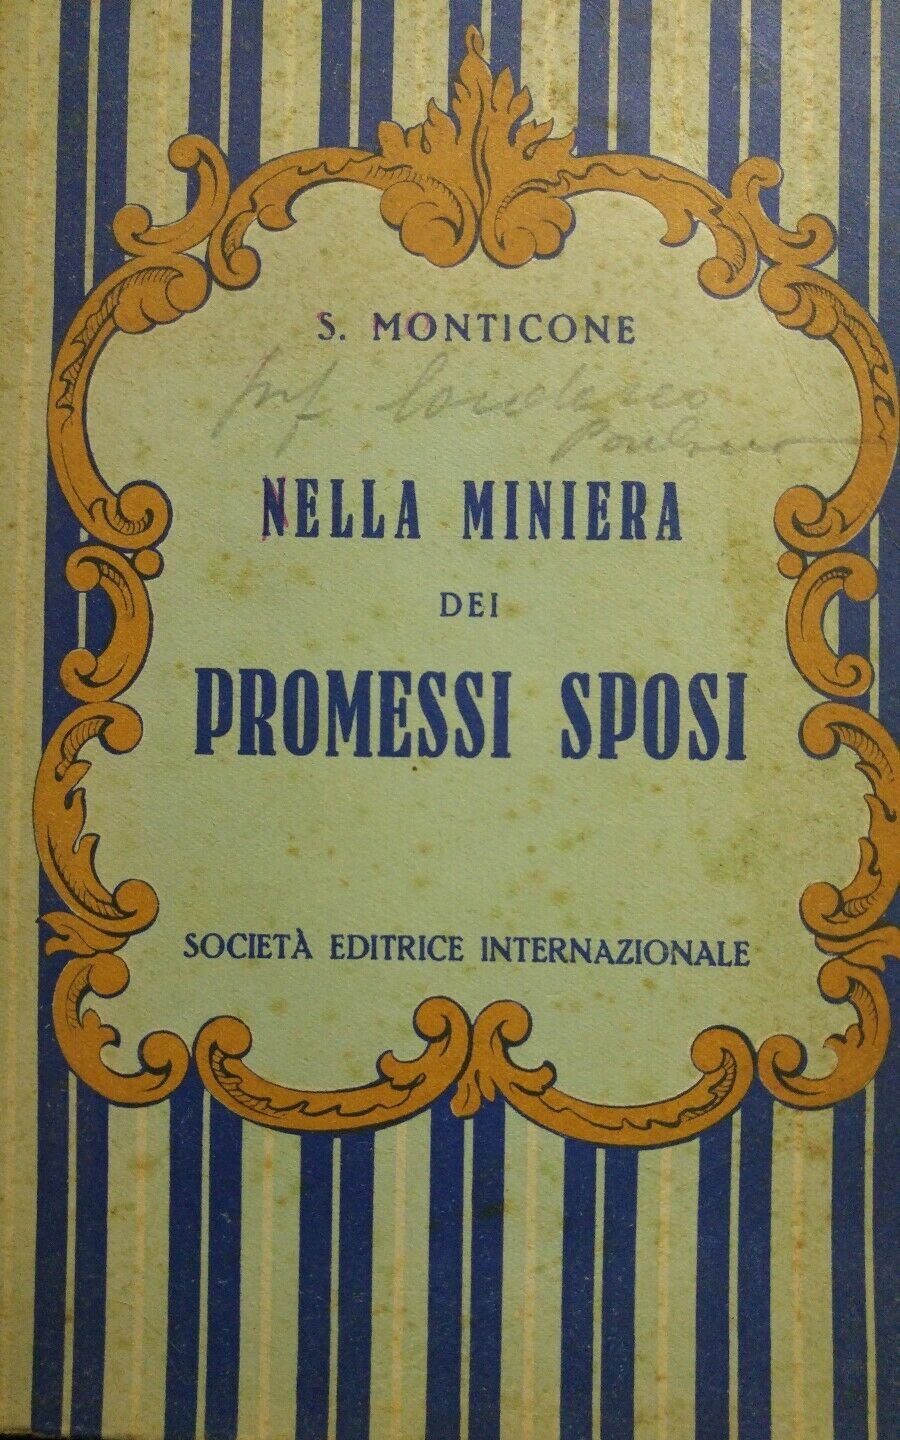 S. MONTICONE
NELLA MINIERA
DEI
PROMESSI SPOSI
SOCIETÀ EDITRICE INTERNAZIONALE